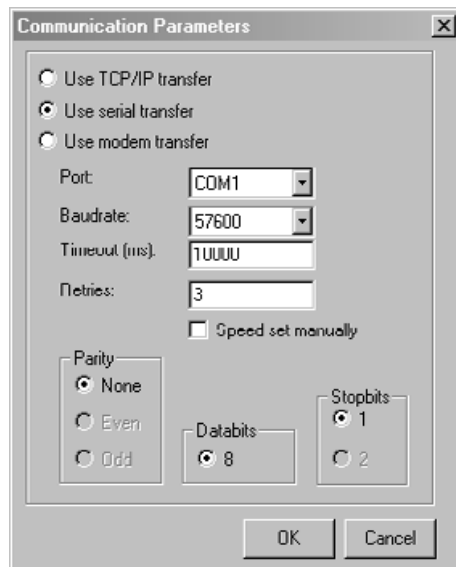 Communication Parameters
Use TCP/IP transfer
Use serial transfer
Use modem transfer
Port: COM1
Baudrate: 57600
Timeout (ms): 10000
Retries: 3
Speed set manually
Parity
None
Even
Odd
Databits
8
Stopbits
1
2
OK Cancel